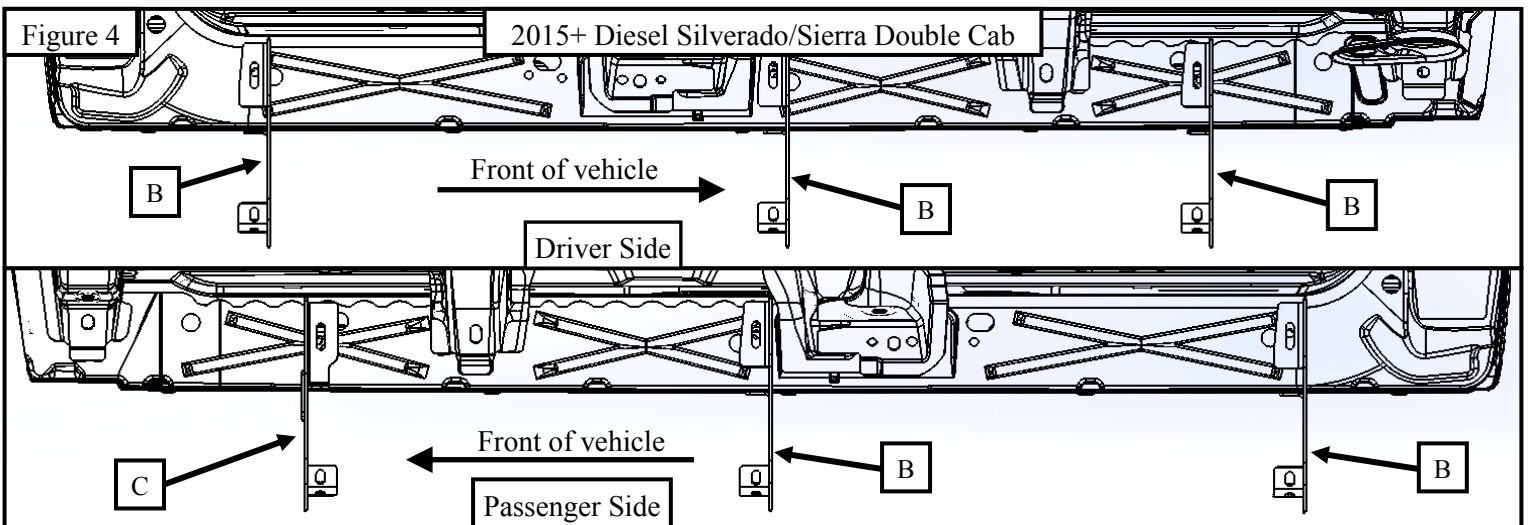 Figure 4
2015+ Diesel Silverado/Sierra Double Cab
Front of vehicle
B
B
B
Driver Side
Front of vehicle
C
B
B
Passenger Side